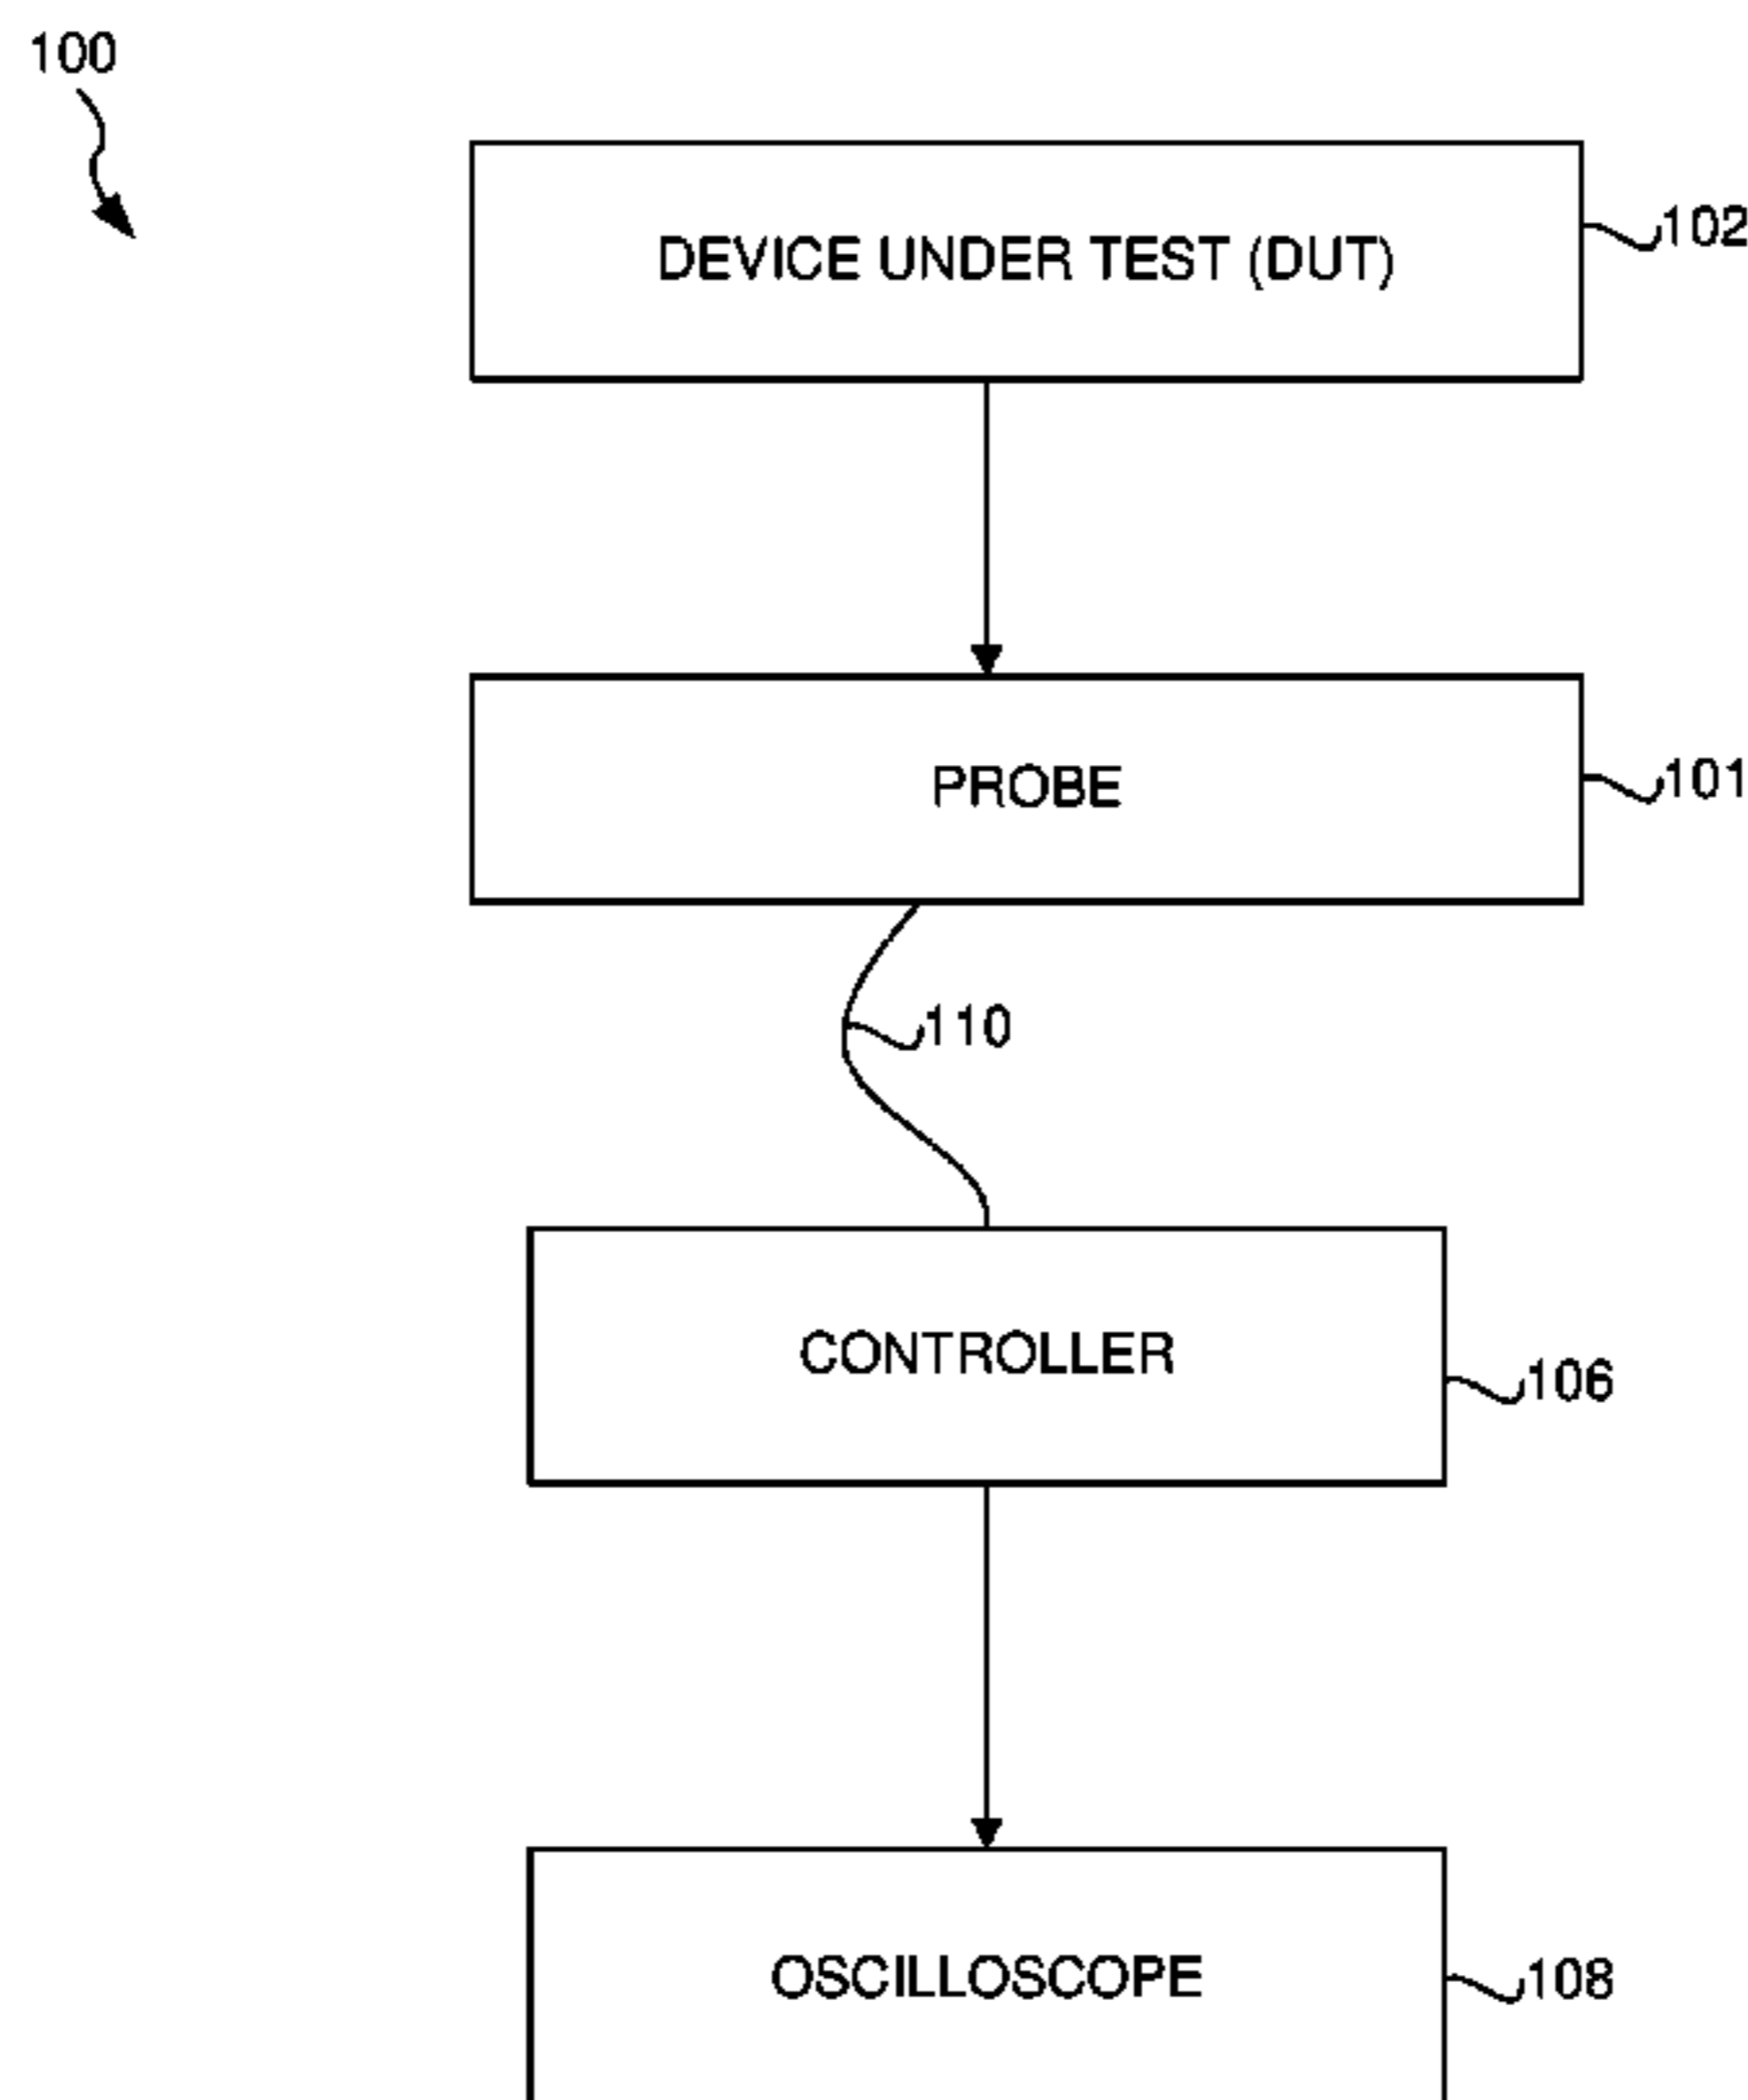 100
DEVICE UNDER TEST (DUT)
102
PROBE
101
110
CONTROLLER
106
OSCILLOSCOPE
108